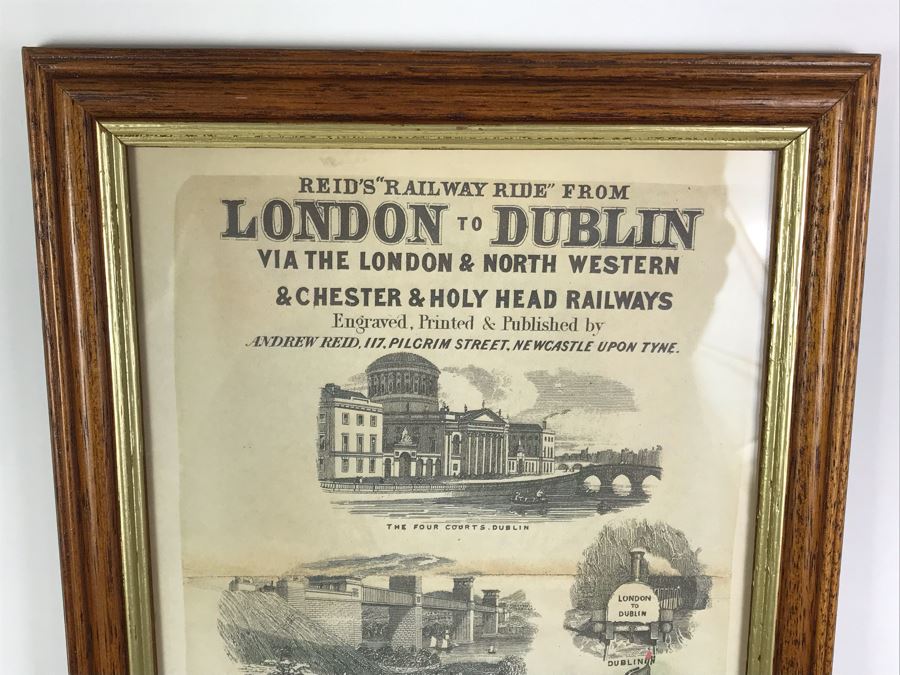 REID'S "RAILWAY RIDE" FROM
LONDON TO DUBLIN
VIA THE LONDON & NORTH WESTERN
& CHESTER & HOLY HEAD RAILWAYS
Engraved, Printed & Published by
ANDREW REID, 117, PILGRIM STREET, NEWCASTLE UPON TYNE.
THE FOUR COURTS. DUBLIN
LONDON
TO
DUBLIN
DUBLIN